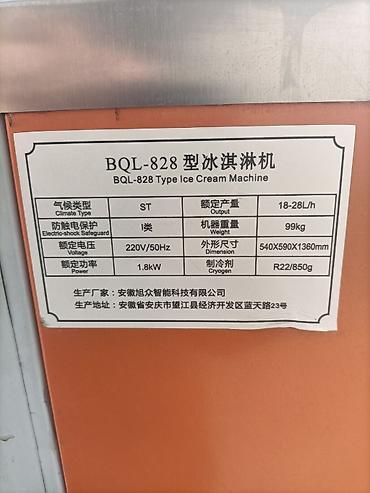 BQL-828 型冰淇淋机
BQL-828 Type Ice Cream Machine
气候类型 ST 额定产量 18-28L/h
Climate Type Output
防触电保护 I类 机器重量 99kg
Electric-shock Safeguard Weight
额定电压 220V/50Hz 外形尺寸 540X590X1360mm
Voltage Dimension
额定功率 1.8kW 制冷剂 R22/850g
Power Cryogen
生产厂家：安徽旭众智能科技有限公司
生产地址：安徽省安庆市望江县经济开发区蓝天路23号